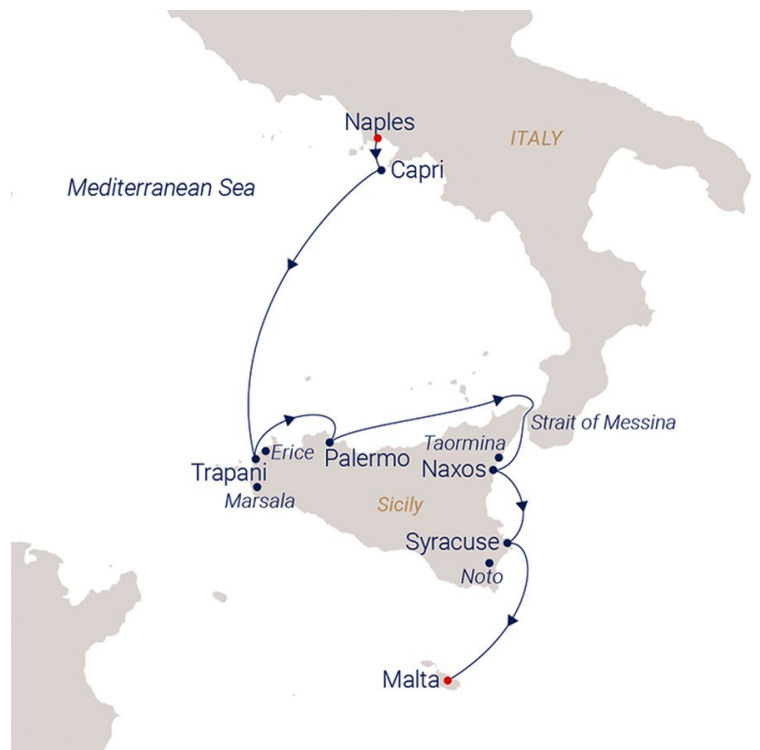 Naples
ITALY
Capri
Mediterranean Sea
Strait of Messina
Taormina
Erice
Palermo
Trapani
Naxos
Marsala
Sicily
Syracuse
Noto
Malta